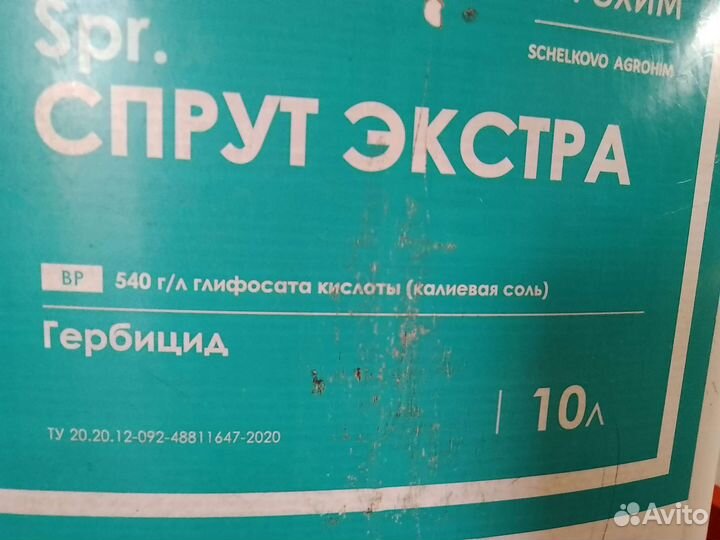 SCHELKOVO AGROHIM
Spr.
СПРУТ ЭКСТРА
ВР 540 г/л глифосата кислоты (калиевая соль)
Гербицид
10л
ТУ 20.20.12-092-48811647-2020
Avito